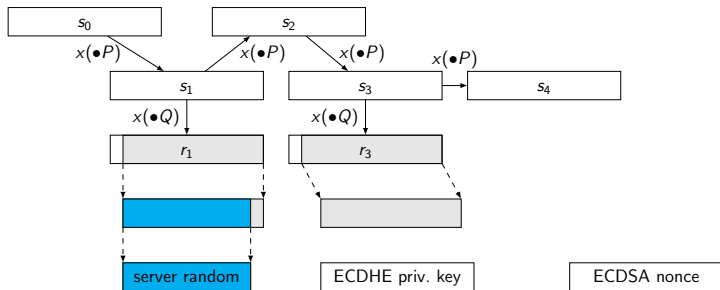 s₀
s₂
x(●P)
x(●P)
x(●P)
x(●P)
s₁
s₃
s₄
x(●Q)
x(●Q)
r₁
r₃
server random
ECDHE priv. key
ECDSA nonce